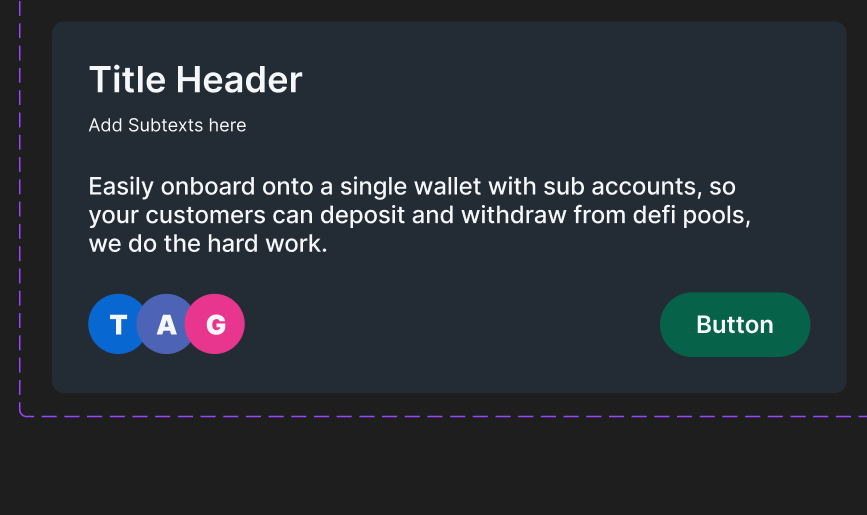 Title Header
Add Subtexts here
Easily onboard onto a single wallet with sub accounts, so
your customers can deposit and withdraw from defi pools,
we do the hard work.
T A G
Button